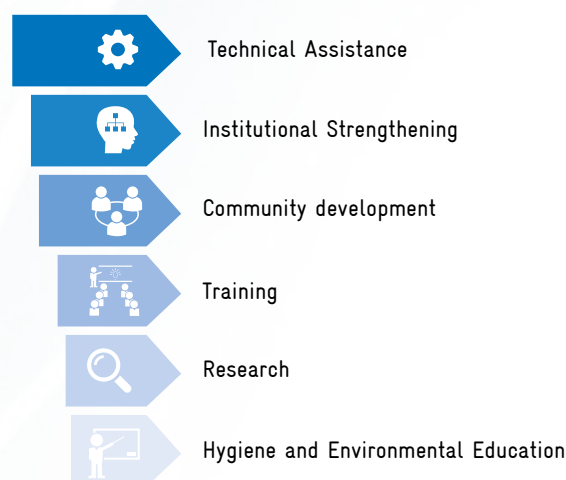 Technical Assistance
Institutional Strengthening
Community development
Training
Research
Hygiene and Environmental Education